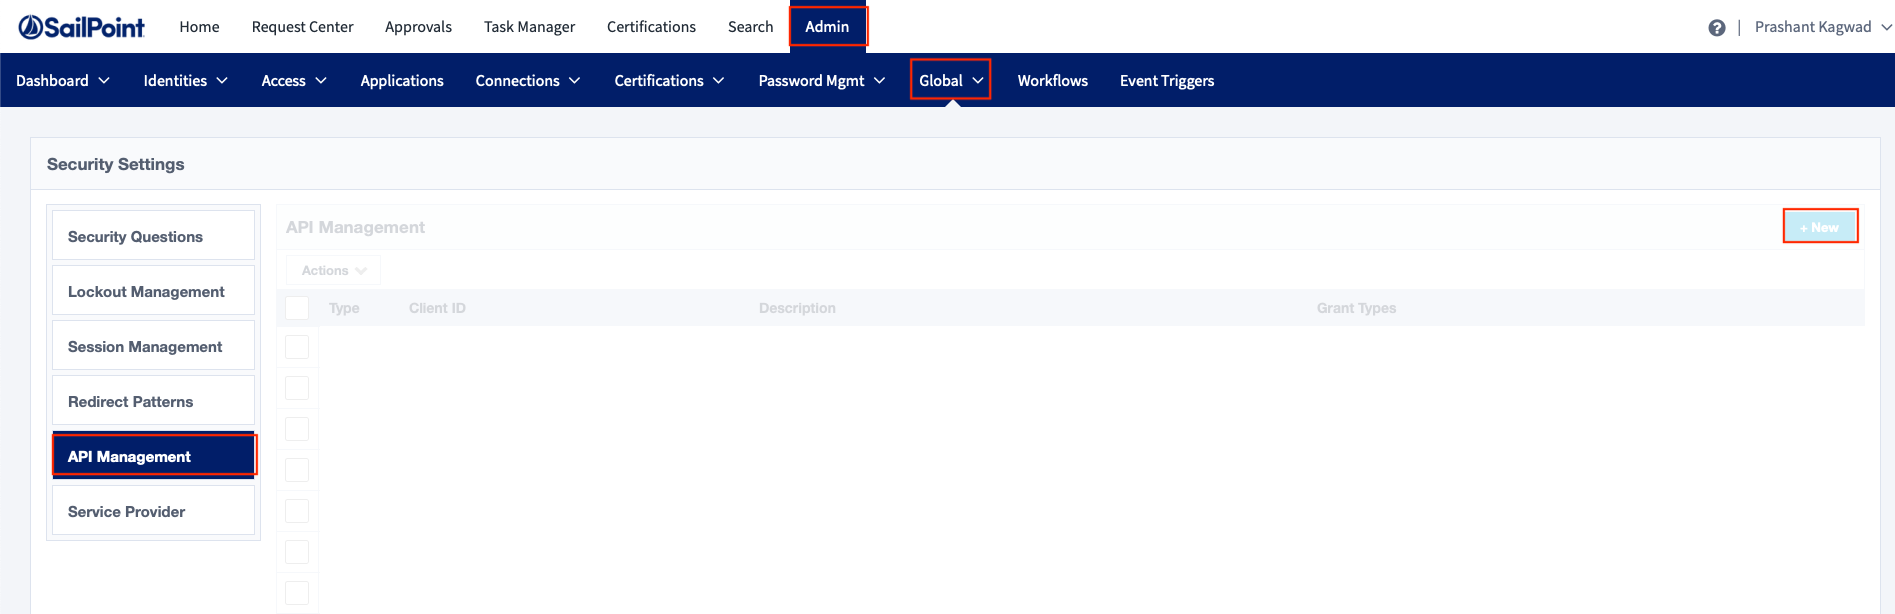 SailPoint Home Request Center Approvals Task Manager Certifications Search Admin ? | Prashant Kagwad
Dashboard Identities Access Applications Connections Certifications Password Mgmt Global Workflows Event Triggers
Security Settings
Security Questions
Lockout Management
Session Management
Redirect Patterns
API Management
Service Provider
API Management + New
Actions
Type Client ID Description Grant Types